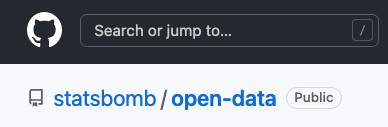 Search or jump to... /
statsbomb / open-data Public